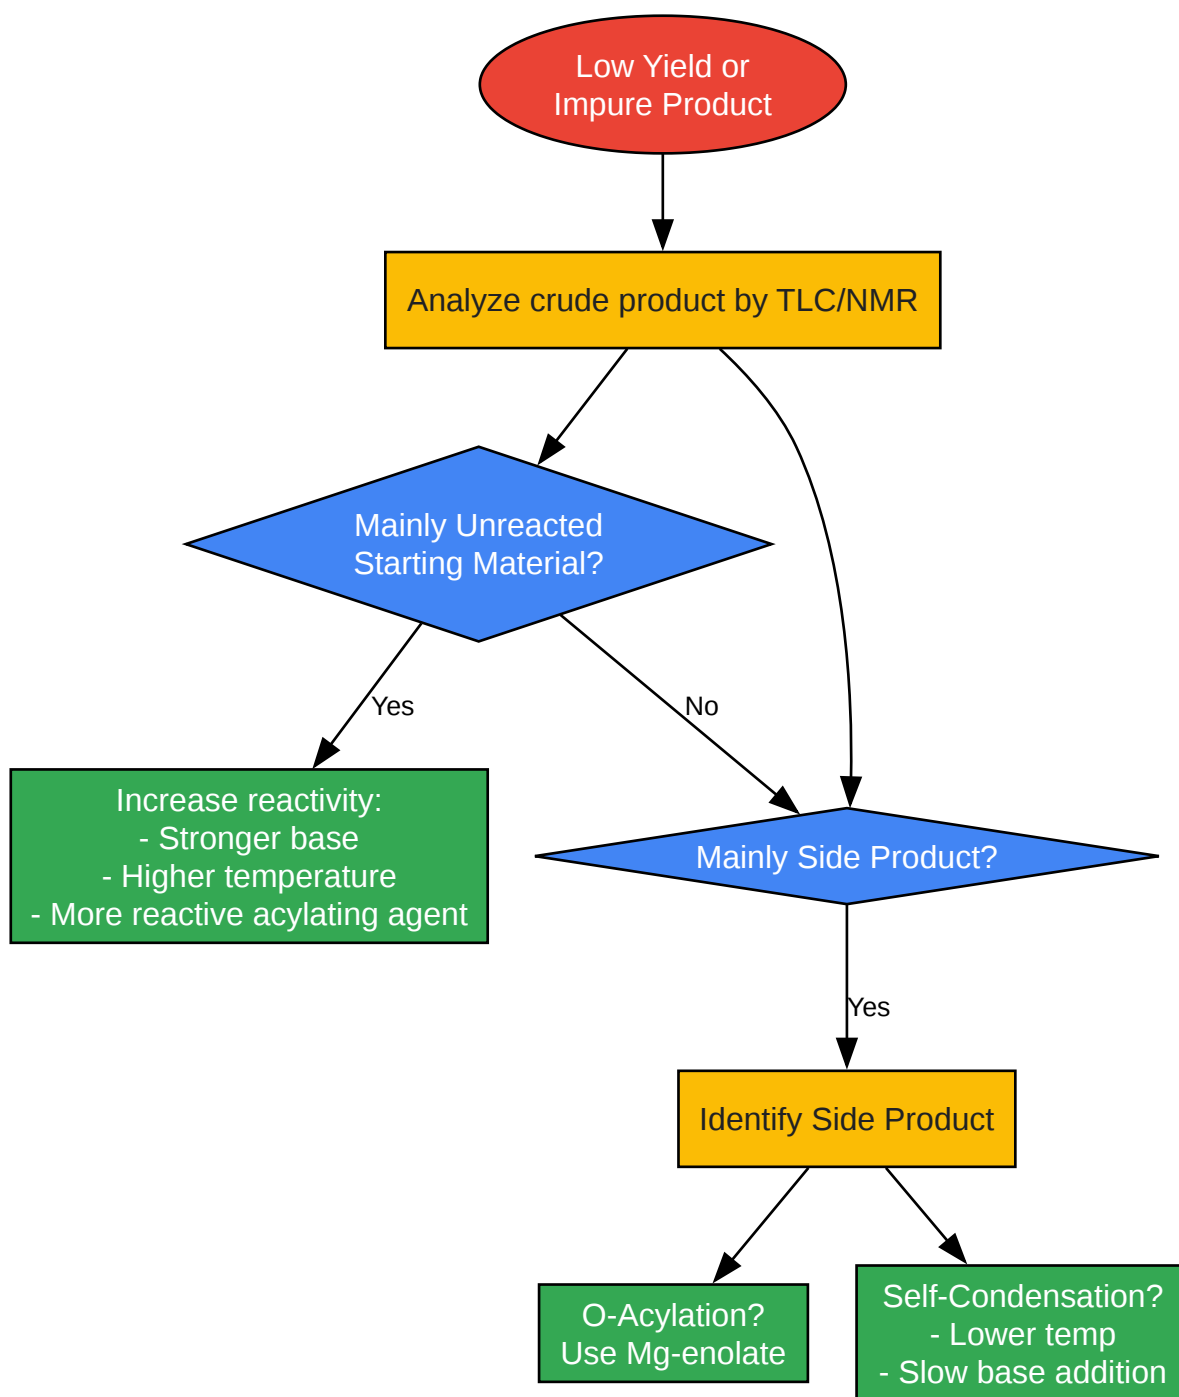 Low Yield or
Impure Product
Analyze crude product by TLC/NMR
Mainly Unreacted
Starting Material?
Yes
No
Increase reactivity:
- Stronger base
- Higher temperature
- More reactive acylating agent
Mainly Side Product?
Yes
Identify Side Product
O-Acylation?
Use Mg-enolate
Self-Condensation?
- Lower temp
- Slow base addition